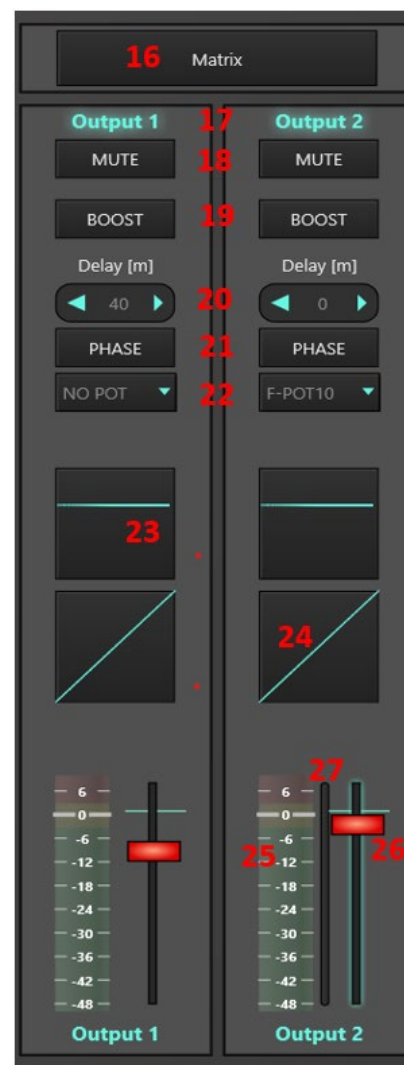 16 Matrix
Output 1 17 Output 2
MUTE 18 MUTE
BOOST 19 BOOST
Delay [m] Delay [m]
40 20 0
PHASE 21 PHASE
NO POT 22 F-POT10
23
24
27
6 6
0 0
-6 -6 26
-12 25 -12
-18 -18
-24 -24
-30 -30
-36 -36
-42 -42
-48 -48
Output 1 Output 2